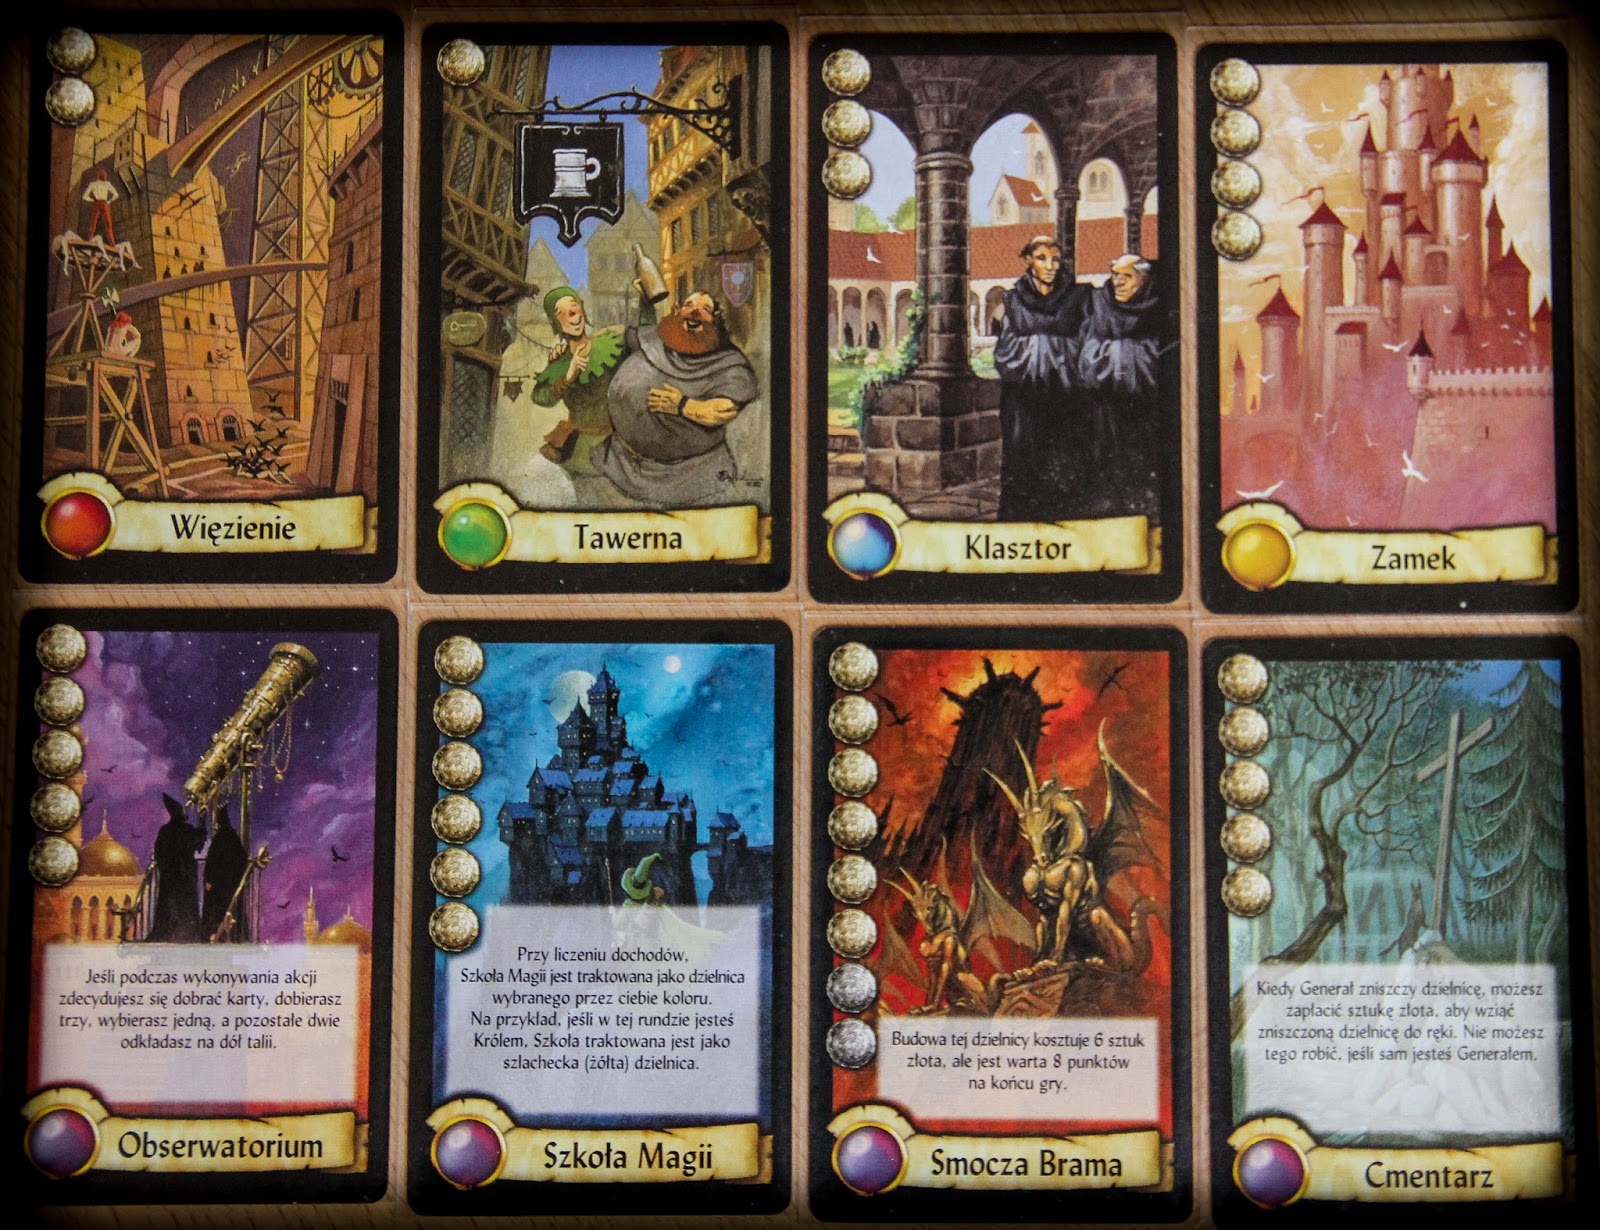 Więzienie
Tawerna
Klasztor
Zamek
Jeśli podczas wykonywania akcji
zdecydujesz się dobrać karty, dobierasz
trzy, wybierasz jedną, a pozostałe dwie
odkładasz na dół talii.
Obserwatorium
Przy liczeniu dochodów,
Szkoła Magii jest traktowana jako dzielnica
wybranego przez ciebie koloru.
Na przykład, jeśli w tej rundzie jesteś
Królem, Szkoła traktowana jest jako
szlachecka (żółta) dzielnica.
Szkoła Magii
Budowa tej dzielnicy kosztuje 6 sztuk
złota, ale jest warta 8 punktów
na końcu gry.
Smocza Brama
Kiedy Generał zniszczy dzielnicę, możesz
zapłacić sztukę złota, aby wziąć
zniszczoną dzielnicę do ręki. Nie możesz
tego robić, jeśli sam jesteś Generałem.
Cmentarz